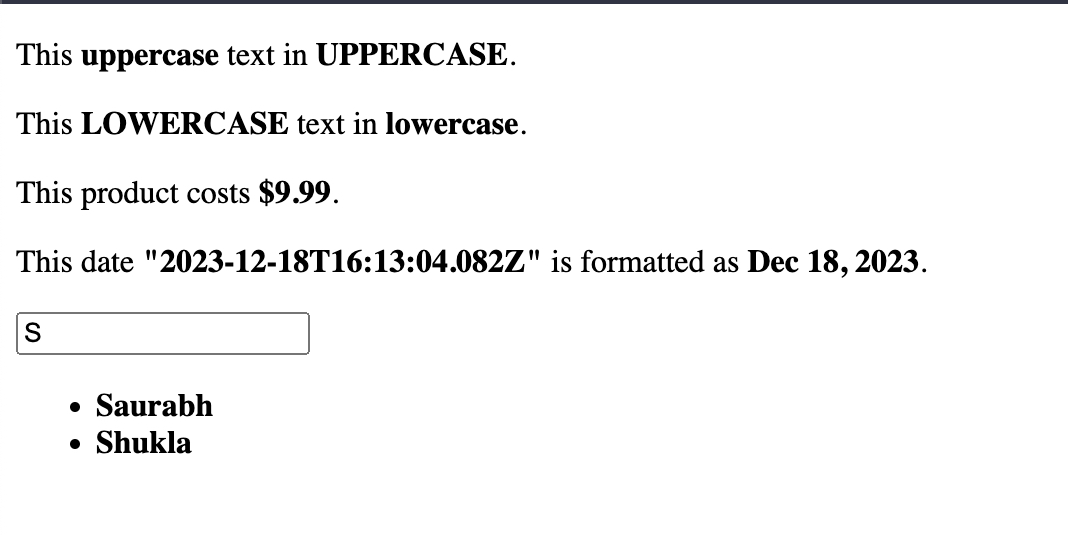 This uppercase text in UPPERCASE.
This LOWERCASE text in lowercase.
This product costs $9.99.
This date "2023-12-18T16:13:04.082Z" is formatted as Dec 18, 2023.
S
• Saurabh
• Shukla